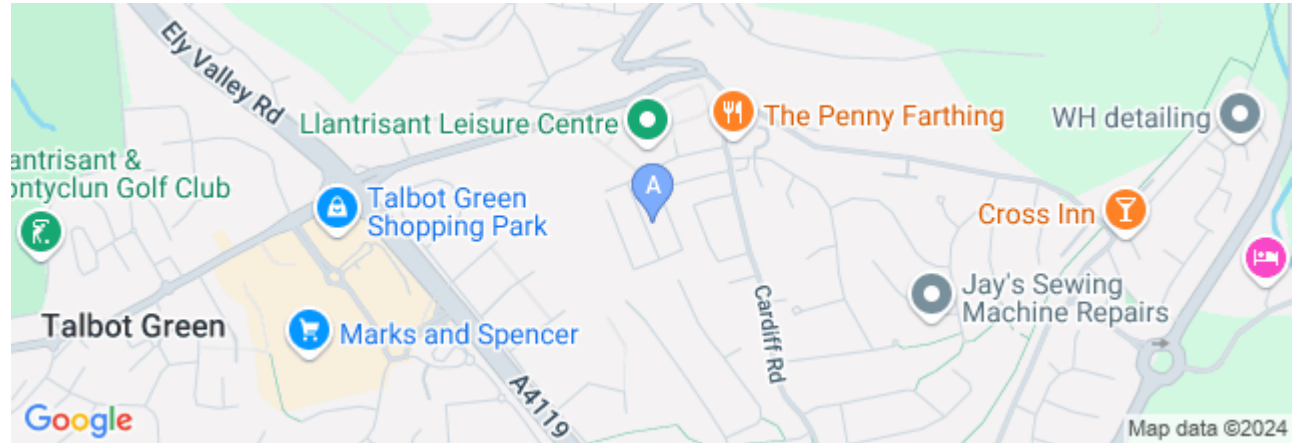 Ely Valley Rd
Llantrisant Leisure Centre
The Penny Farthing
WH detailing
antrisant &
ontyclun Golf Club
Talbot Green
Shopping Park
A
Cross Inn
Jay's Sewing
Machine Repairs
Cardiff Rd
Talbot Green
Marks and Spencer
A4119
Google
Map data ©2024